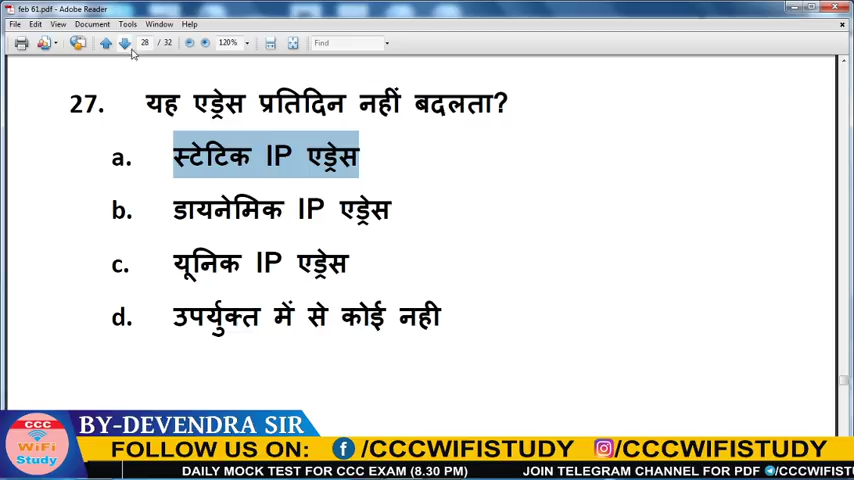 feb 61.pdf - Adobe Reader
File Edit View Document Tools Window Help
28 / 32 120% Find
27. यह एड्रेस प्रतिदिन नहीं बदलता?
a. स्टेटिक IP एड्रेस
b. डायनेमिक IP एड्रेस
c. यूनिक IP एड्रेस
d. उपर्युक्त में से कोई नही
CCC
WiFi
Study
BY-DEVENDRA SIR
FOLLOW US ON: /CCCWIFISTUDY /CCCWIFISTUDY
DAILY MOCK TEST FOR CCC EXAM (8.30 PM) JOIN TELEGRAM CHANNEL FOR PDF /CCCWIFISTUDY